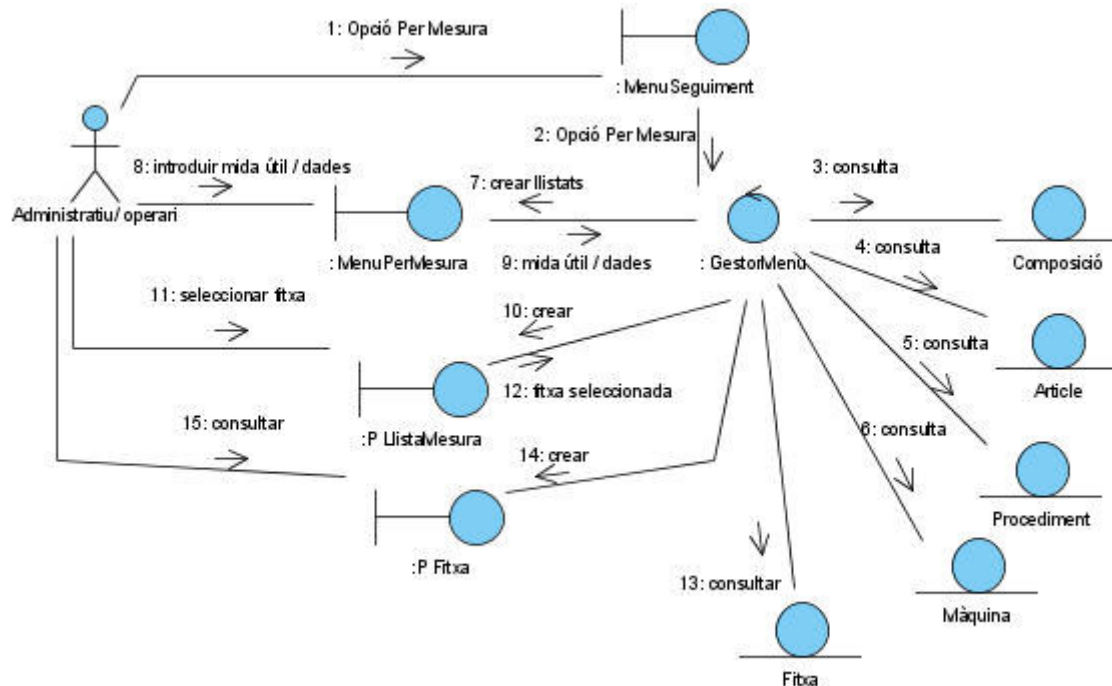 1: Opció Per Mesura
: MenuSeguiment
2: Opció Per Mesura
8: introduir mida útil / dades
7: crear llistats
3: consulta
Administratiu/ operari
: MenuPerMesura
9: mida útil / dades
: GestorMenú
4: consulta
Composició
11: seleccionar fitxa
10: crear
5: consulta
Article
12: fitxa seleccionada
:P LlistaMesura
15: consultar
14: crear
6: consulta
Procediment
:P Fitxa
13: consultar
Màquina
Fitxa